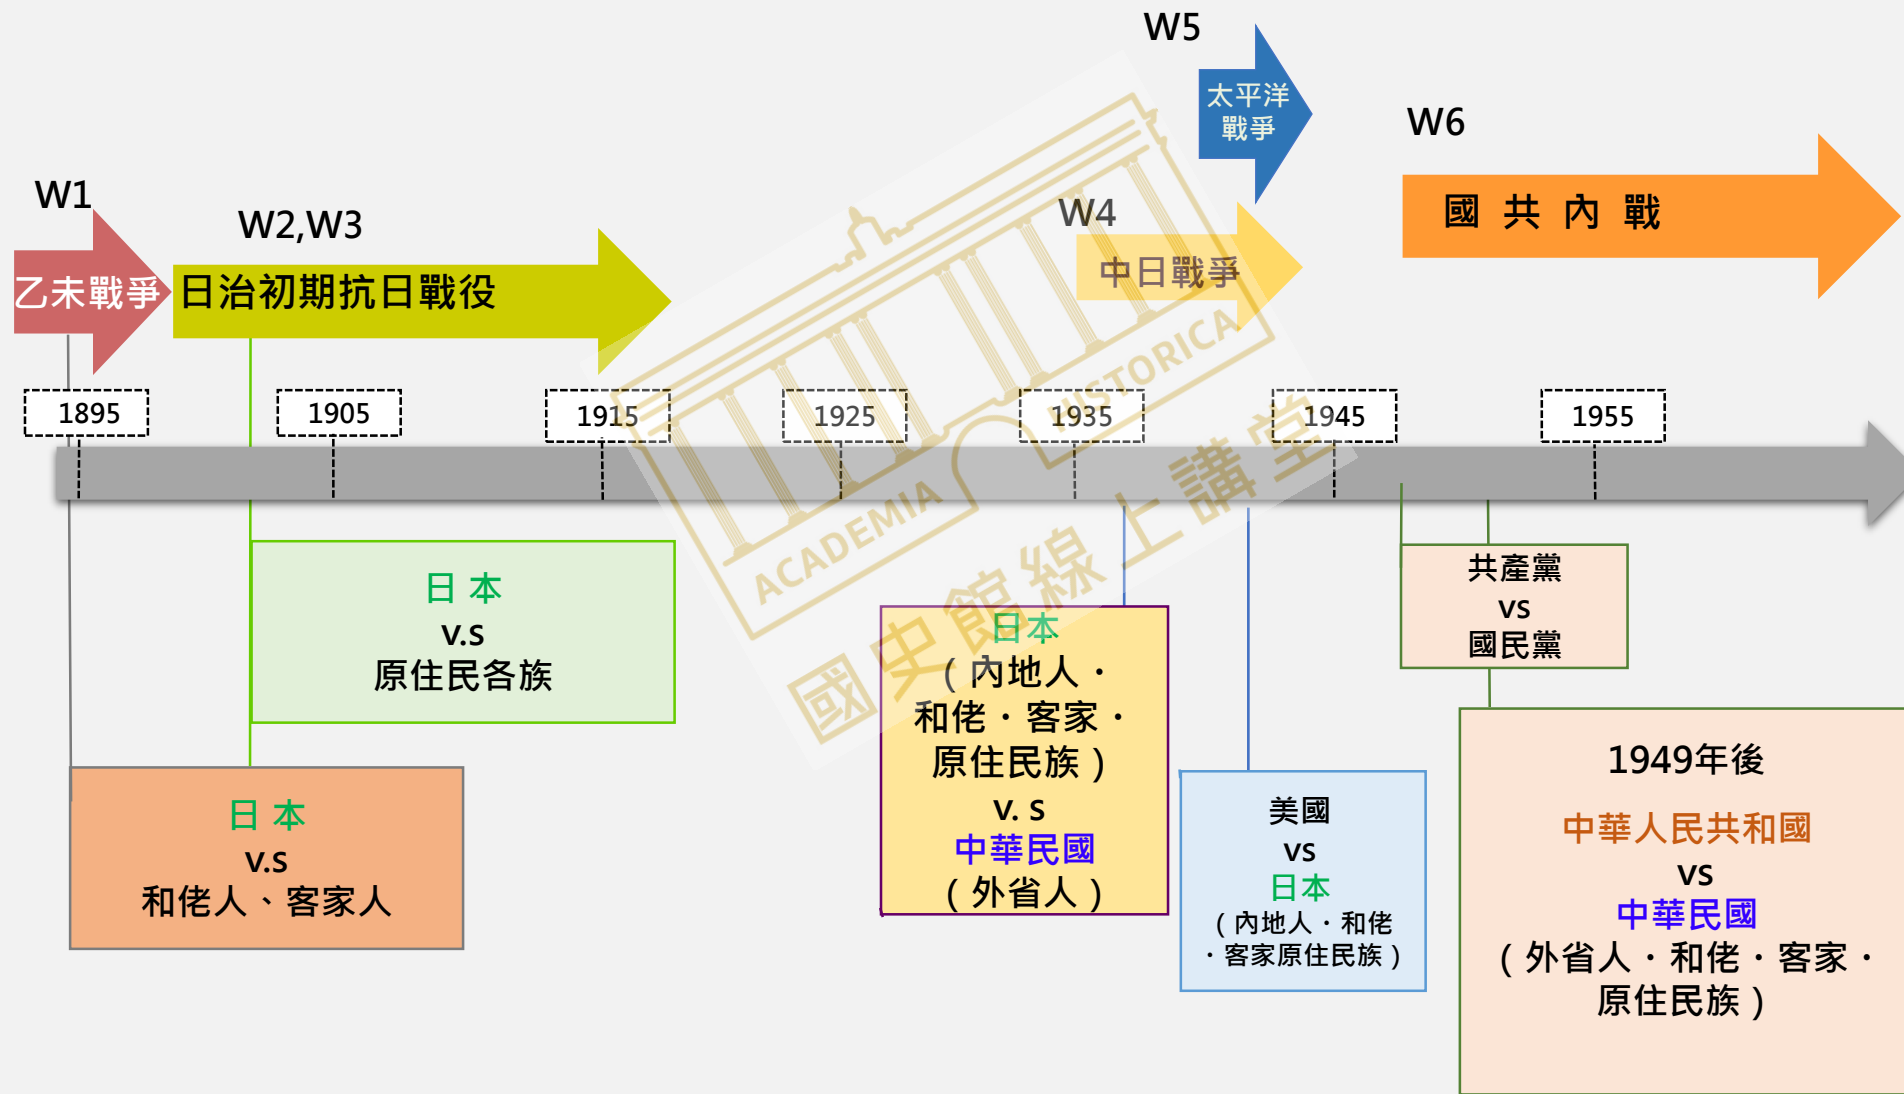 W5
太平洋
戰爭
W6
國 共 內 戰
W1
乙未戰爭
W2,W3
日治初期抗日戰役
W4
中日戰爭
1895
1905
1915
1925
1935
1945
1955
ACADEMIA
HISTORICA
國史館線上講堂
日 本
V.S
原住民各族
日 本
V.S
和佬人、客家人
日本
（內地人．
和佬．客家．
原住民族）
V. S
中華民國
（外省人）
美國
VS
日本
（內地人．和佬
．客家原住民族）
共產黨
VS
國民黨
1949年後
中華人民共和國
VS
中華民國
（外省人．和佬．客家．
原住民族）